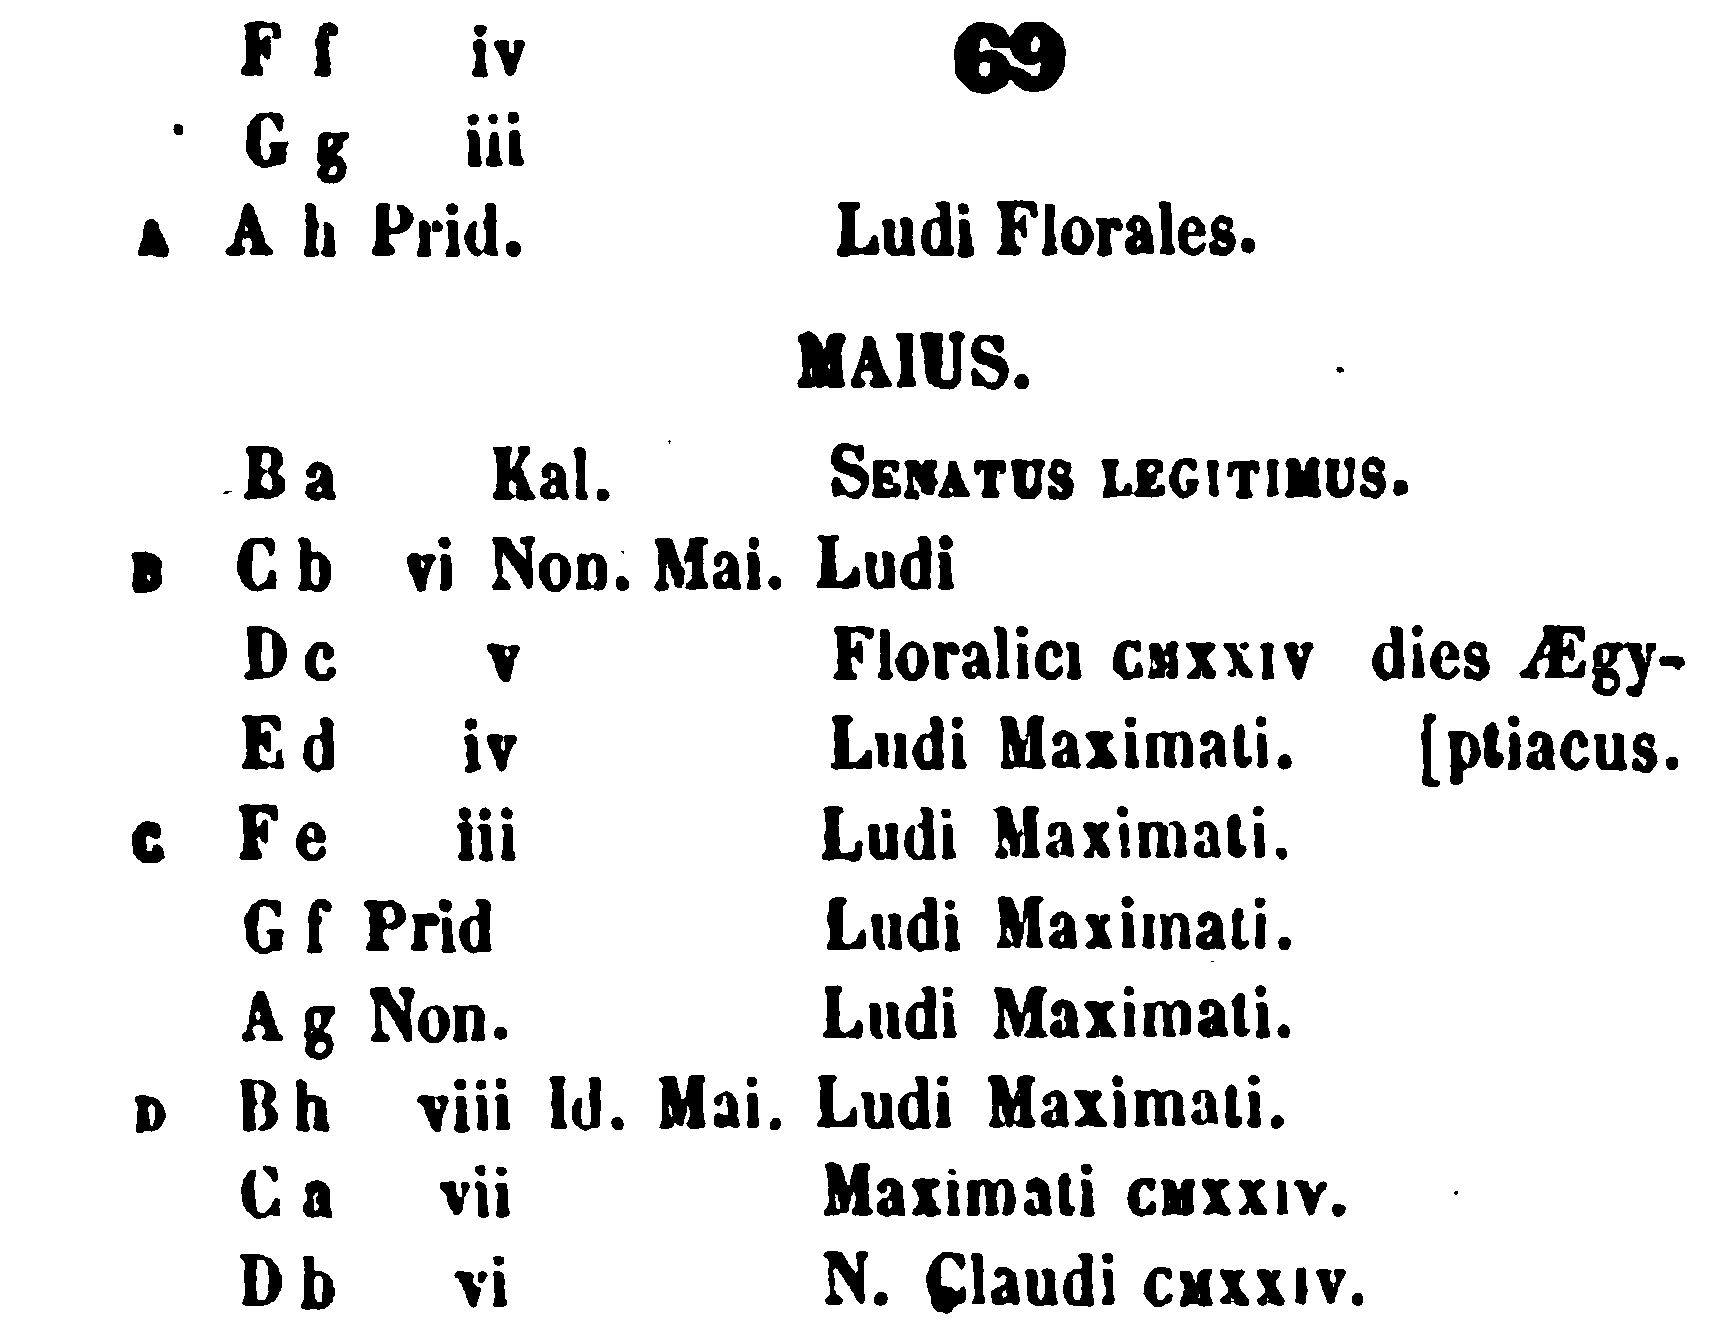 F f iv 69
G g iii
A A h Prid. Ludi Florales.
MAIUS.
B a Kal. SENATUS LEGITIMUS.
B C b vi Non. Mai. Ludi
D c v Floralici CMXXIV dies Ægy-
E d iv Ludi Maximati. [ptiacus.
C F e iii Ludi Maximati.
G f Prid Ludi Maximati.
A g Non. Ludi Maximati.
D B h viii Id. Mai. Ludi Maximati.
C a vii Maximati CMXXIV.
D b vi N. Claudi CMXXIV.